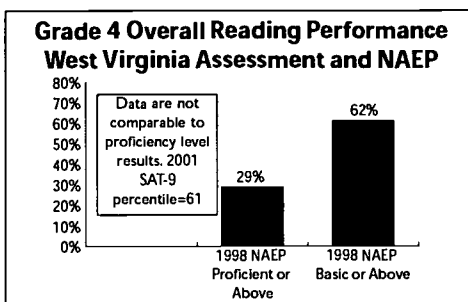 Grade 4 Overall Reading Performance
West Virginia Assessment and NAEP
80%
70%
60%
50%
40%
30%
20%
10%
0%
Data are not
comparable to
proficiency level
results. 2001
SAT-9
percentile=61
29%
62%
1998 NAEP
Proficient or
Above
1998 NAEP
Basic or Above